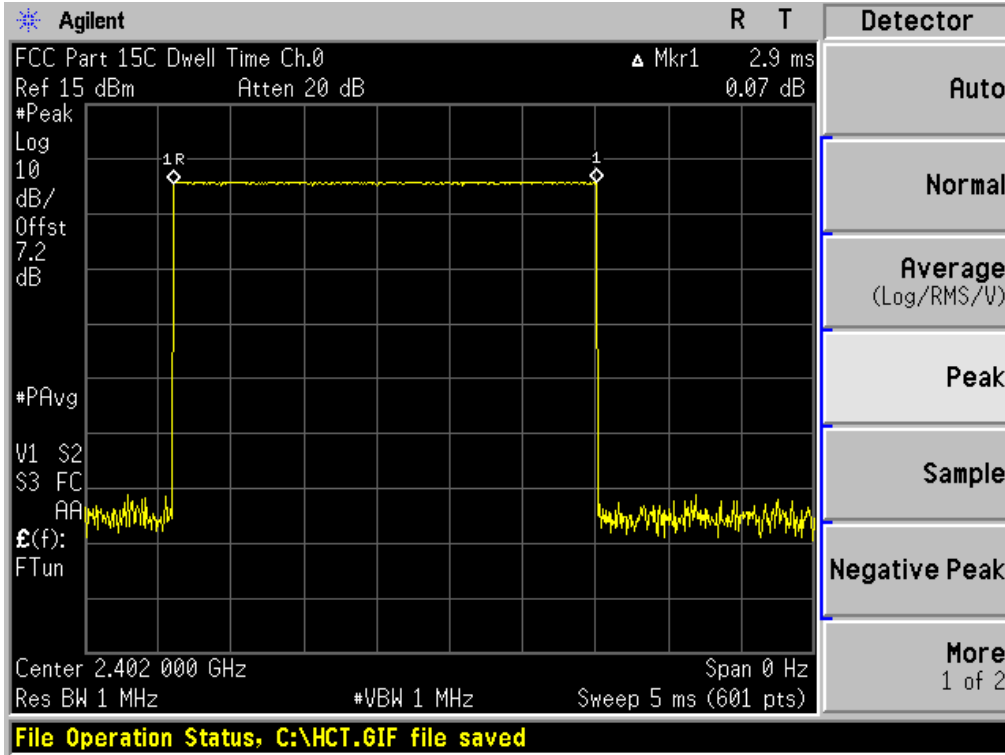 Agilent R T Detector
FCC Part 15C Dwell Time Ch.0 Δ Mkr1 2.9 ms
Ref 15 dBm Atten 20 dB 0.07 dB
#Peak
Log
10
dB/
Offst
7.2
dB
1R
1
#PAvg
V1 S2
S3 FC
AA
£(f):
FTun
Center 2.402 000 GHz Span 0 Hz
Res BW 1 MHz #VBW 1 MHz Sweep 5 ms (601 pts)
File Operation Status, C:\HCT.GIF file saved
Auto
Normal
Average
(Log/RMS/V)
Peak
Sample
Negative Peak
More
1 of 2